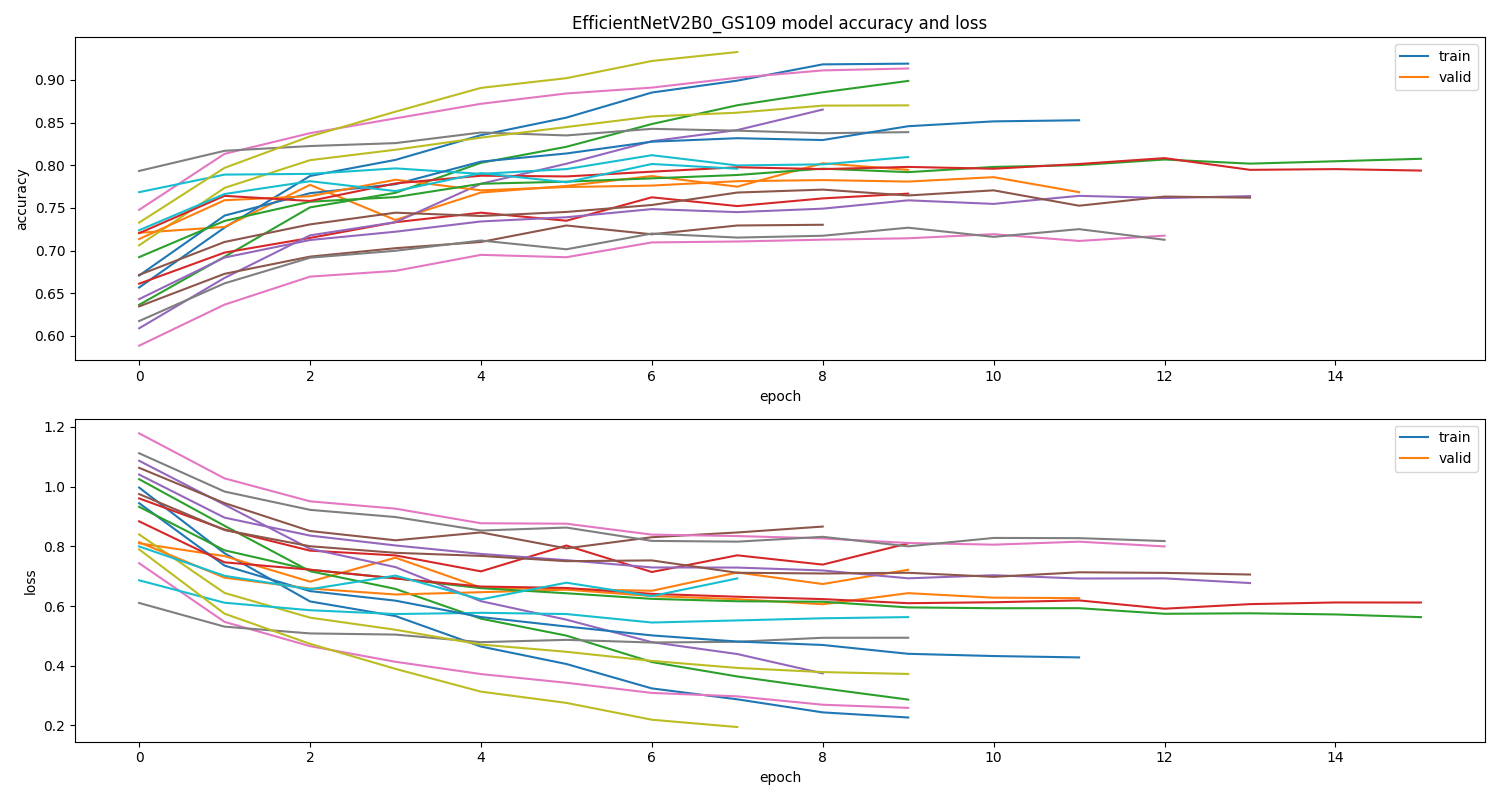 EfficientNetV2B0_GS109 model accuracy and loss
train
valid
0.90
0.85
0.80
0.75
0.70
0.65
0.60
accuracy
0 2 4 6 8 10 12 14
epoch
train
valid
1.2
1.0
0.8
0.6
0.4
0.2
loss
0 2 4 6 8 10 12 14
epoch